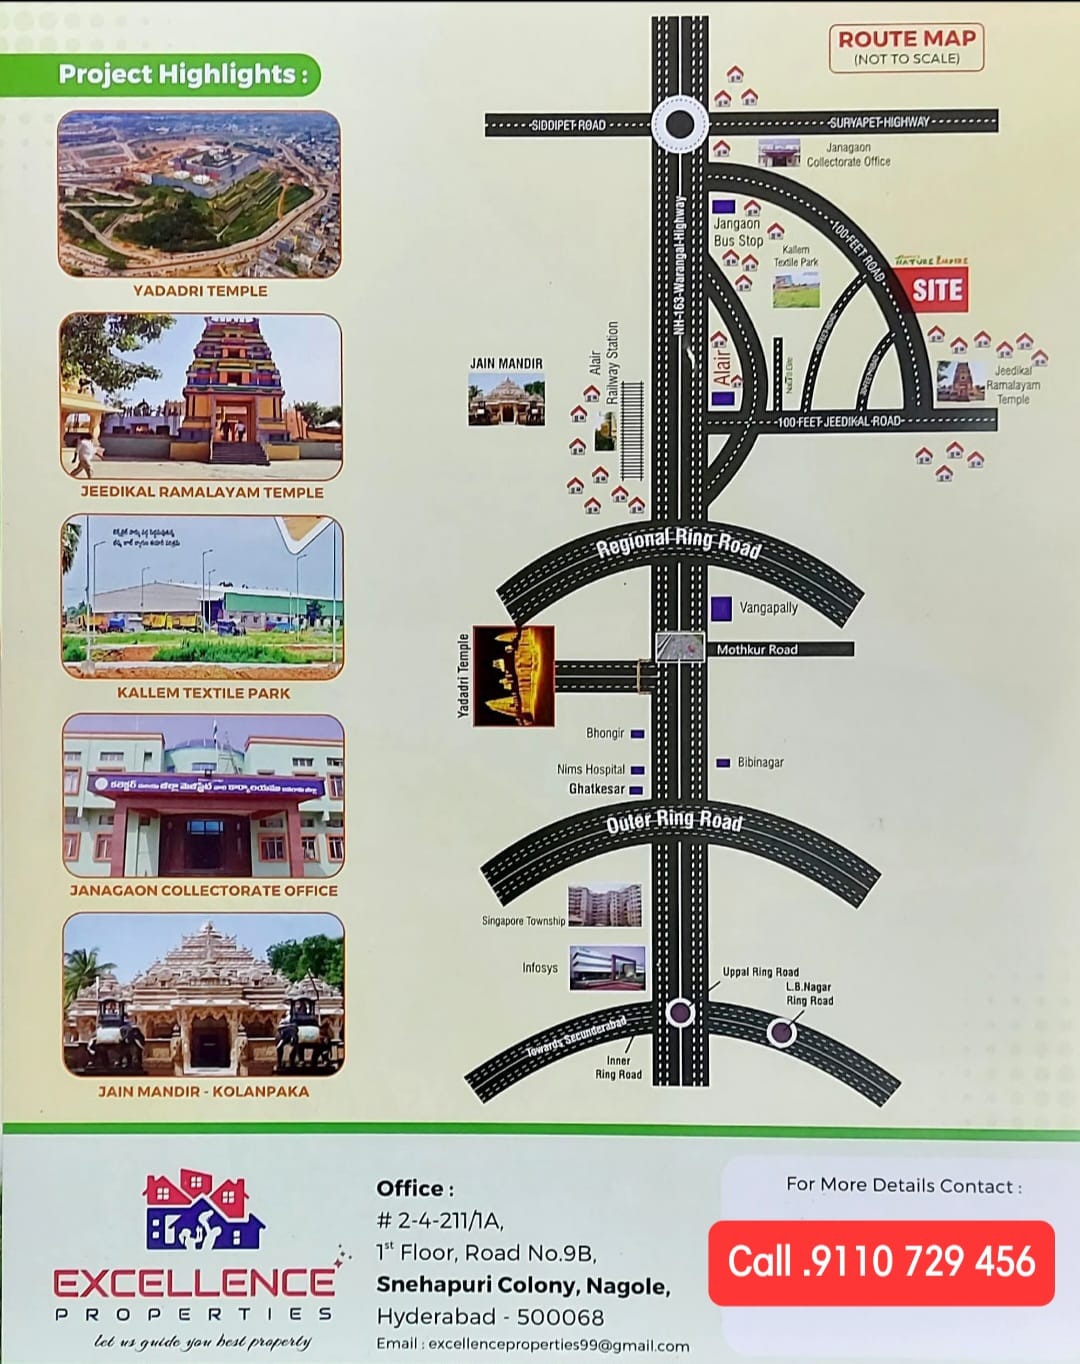 Project Highlights :
YADADRI TEMPLE
JEEDIKAL RAMALAYAM TEMPLE
KALLEM TEXTILE PARK
కలెక్టర్ మరియు జిల్లా మెజిస్ట్రేట్ వారి కార్యాలయము
JANAGAON COLLECTORATE OFFICE
JAIN MANDIR - KOLANPAKA
ROUTE MAP
(NOT TO SCALE)
SIDDIPET ROAD
SURYAPET HIGHWAY
Janagaon
Collectorate Office
NH-163-Warangal-Highway
Jangaon
Bus Stop
Kallem
Textile Park
100-FEET ROAD
NATURE EMPIRE
SITE
JAIN MANDIR
Alair
Railway Station
Alair
Jeedikal
Ramalayam
Temple
100-FEET-JEEDIKAL-ROAD
Regional Ring Road
Vangapally
Mothkur Road
Yadadri Temple
Bhongir
Nims Hospital
Bibinagar
Ghatkesar
Outer Ring Road
Singapore Township
Infosys
Uppal Ring Road
L.B.Nagar
Ring Road
Towards Secunderabad
Inner
Ring Road
EXCELLENCE
PROPERTIES
let us guide you best property
Office :
# 2-4-211/1A,
1st Floor, Road No.9B,
Snehapuri Colony, Nagole,
Hyderabad - 500068
Email : excellenceproperties99@gmail.com
For More Details Contact :
Call .9110 729 456